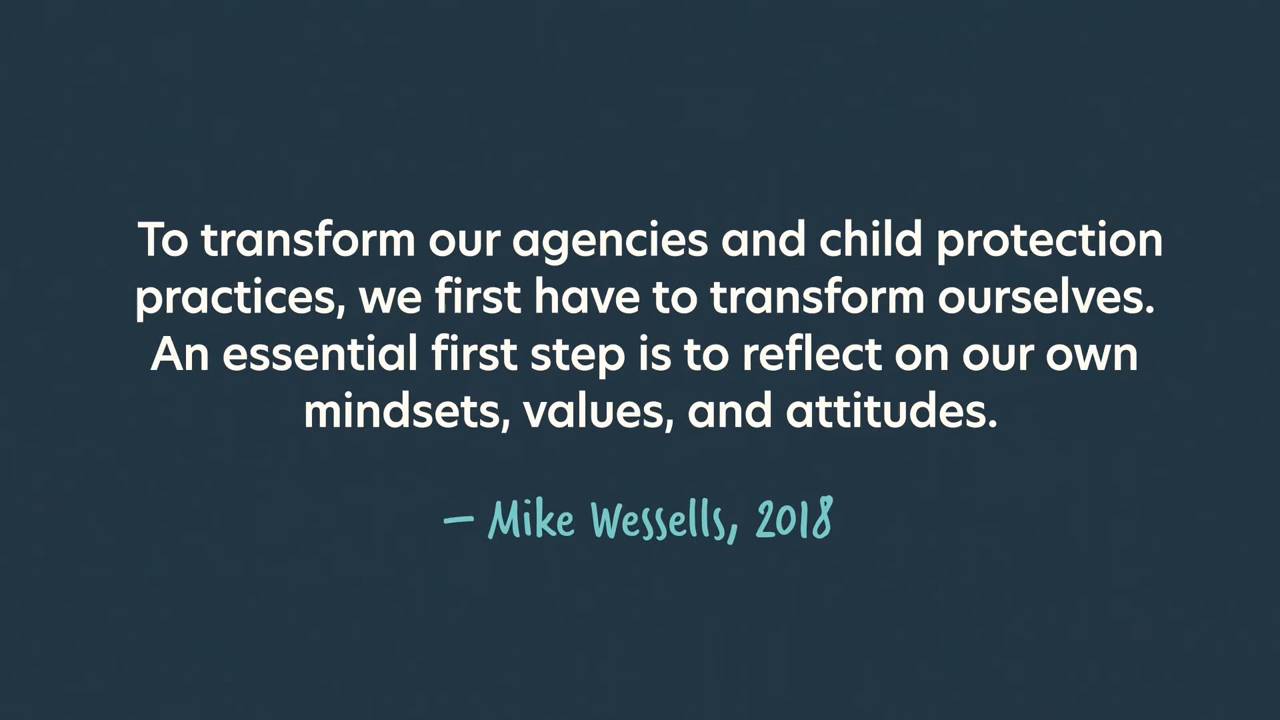 To transform our agencies and child protection
practices, we first have to transform ourselves.
An essential first step is to reflect on our own
mindsets, values, and attitudes.
– Mike Wessells, 2018